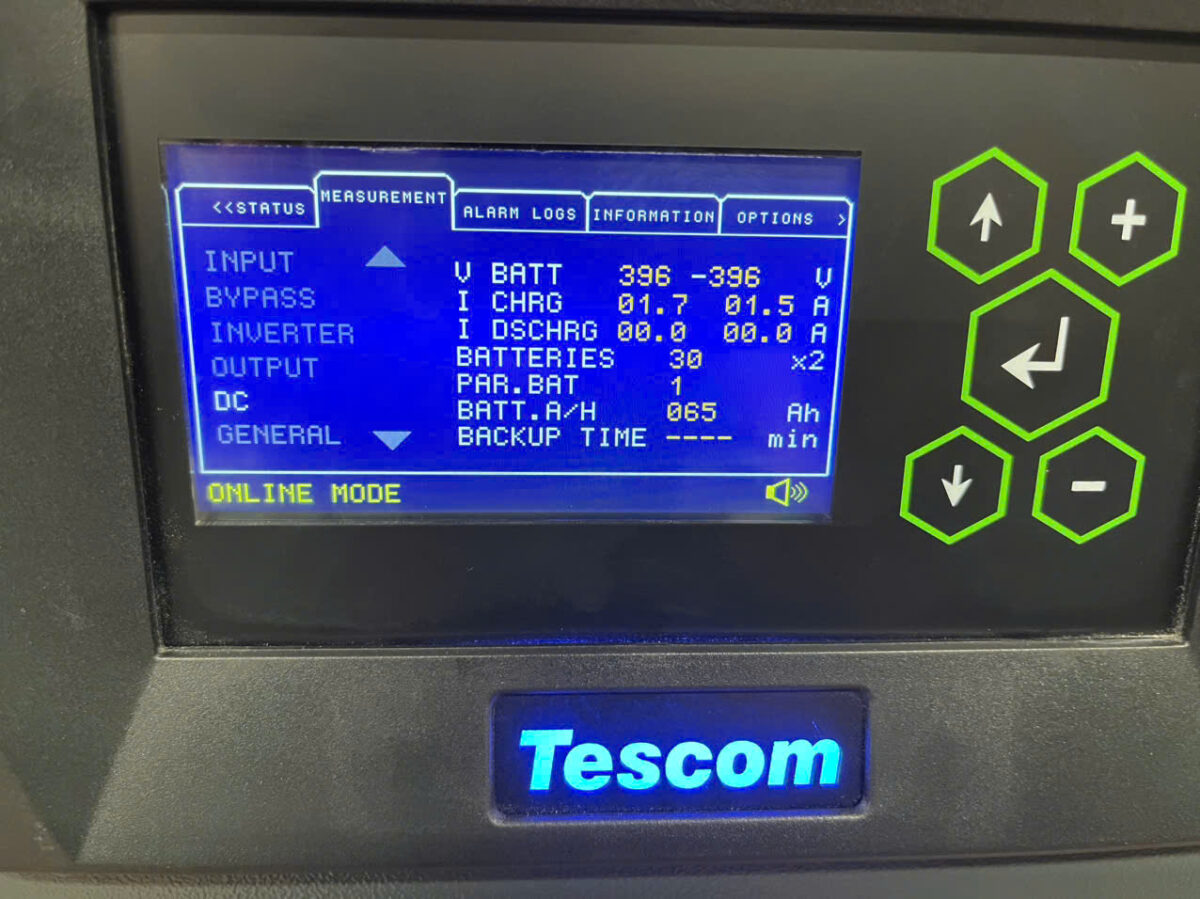 <<STATUS MEASUREMENT ALARM LOGS INFORMATION OPTIONS >
INPUT
BYPASS
INVERTER
OUTPUT
DC
GENERAL
V BATT 396 -396 V
I CHRG 01.7 01.5 A
I DSCHRG 00.0 00.0 A
BATTERIES 30 x2
PAR.BAT 1
BATT.A/H 065 Ah
BACKUP TIME ---- min
ONLINE MODE
Tescom